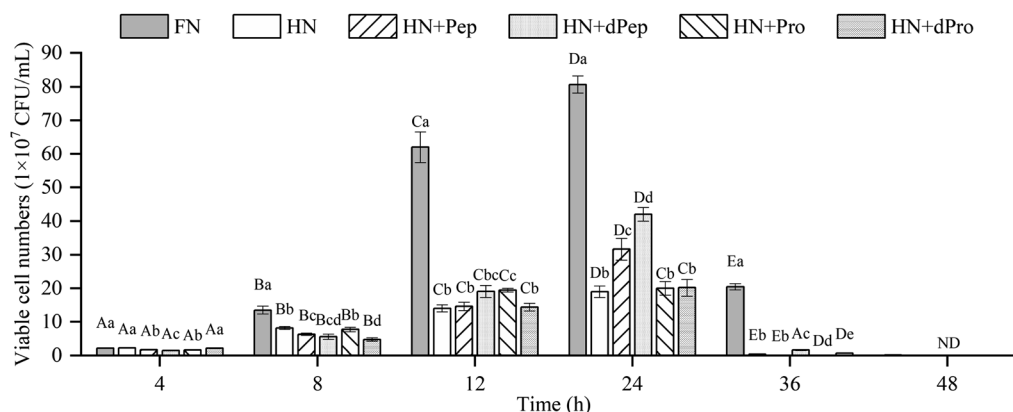 FN HN HN+Pep HN+dPep HN+Pro HN+dPro
Viable cell numbers (1×10⁷ CFU/mL)
90
80
70
60
50
40
30
20
10
0
Aa Aa Ab Ac Ab Aa
Ba Bb Bc Bcd Bb Bd
Ca Cb Cb Cbc Cc Cb
Da Db Dc Dd Cb Cb
Ea Eb Eb Ac Dd De
ND
4 8 12 24 36 48
Time (h)